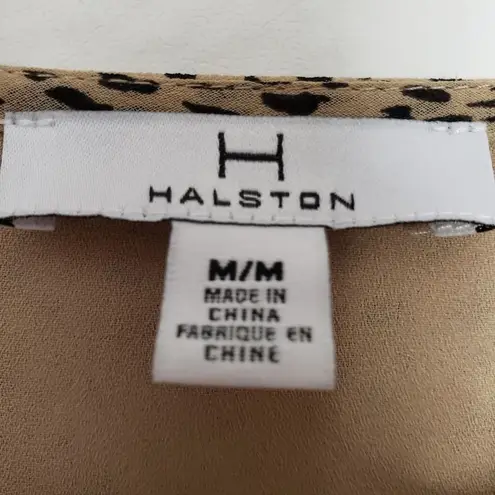 H
HALSTON
M/M
MADE IN
CHINA
FABRIQUE EN
CHINE